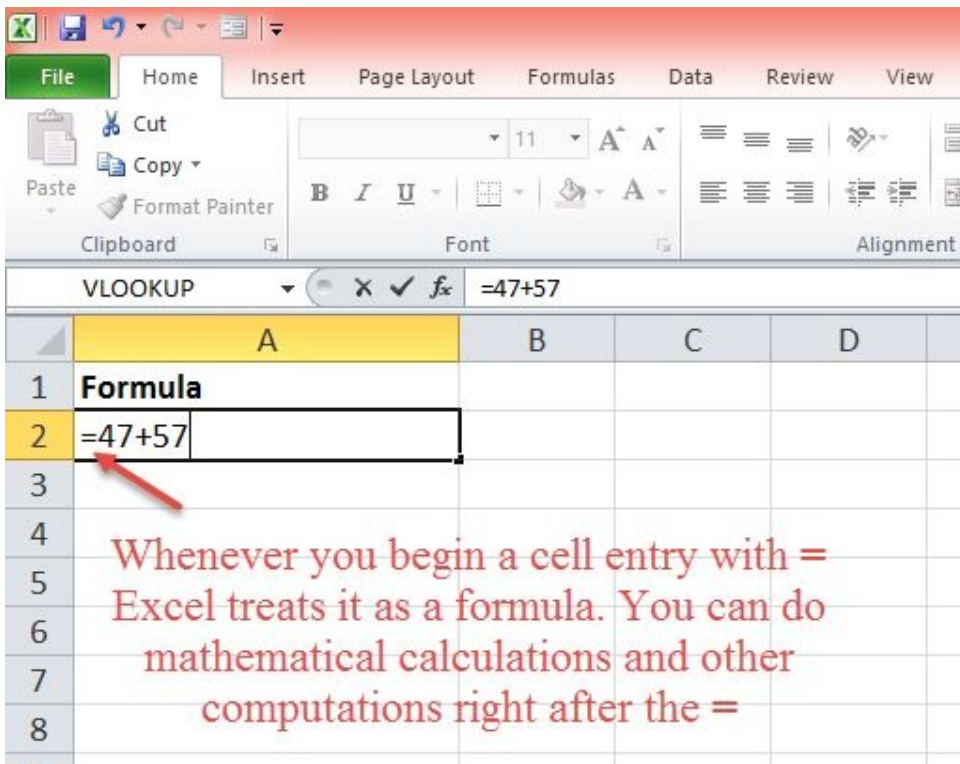 File Home Insert Page Layout Formulas Data Review View
Cut
Copy
Paste
Format Painter
11 A A
B I U A
Clipboard Font Alignment
VLOOKUP fx =47+57
A B C D
1 Formula
2 =47+57
3
4
Whenever you begin a cell entry with =
5
Excel treats it as a formula. You can do
6
mathematical calculations and other
7
computations right after the =
8